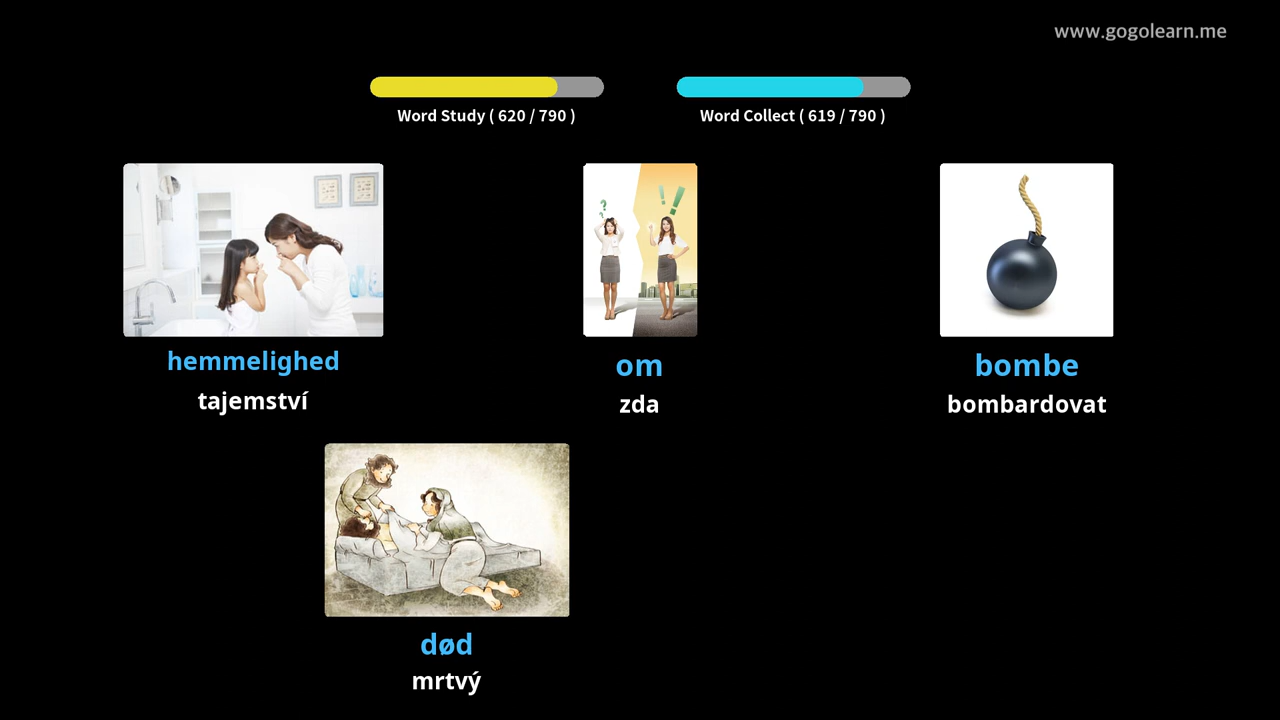 www.gogolearn.me
Word Study ( 620 / 790 )
Word Collect ( 619 / 790 )
hemmelighed
tajemství
om
zda
bombe
bombardovat
død
mrtvý